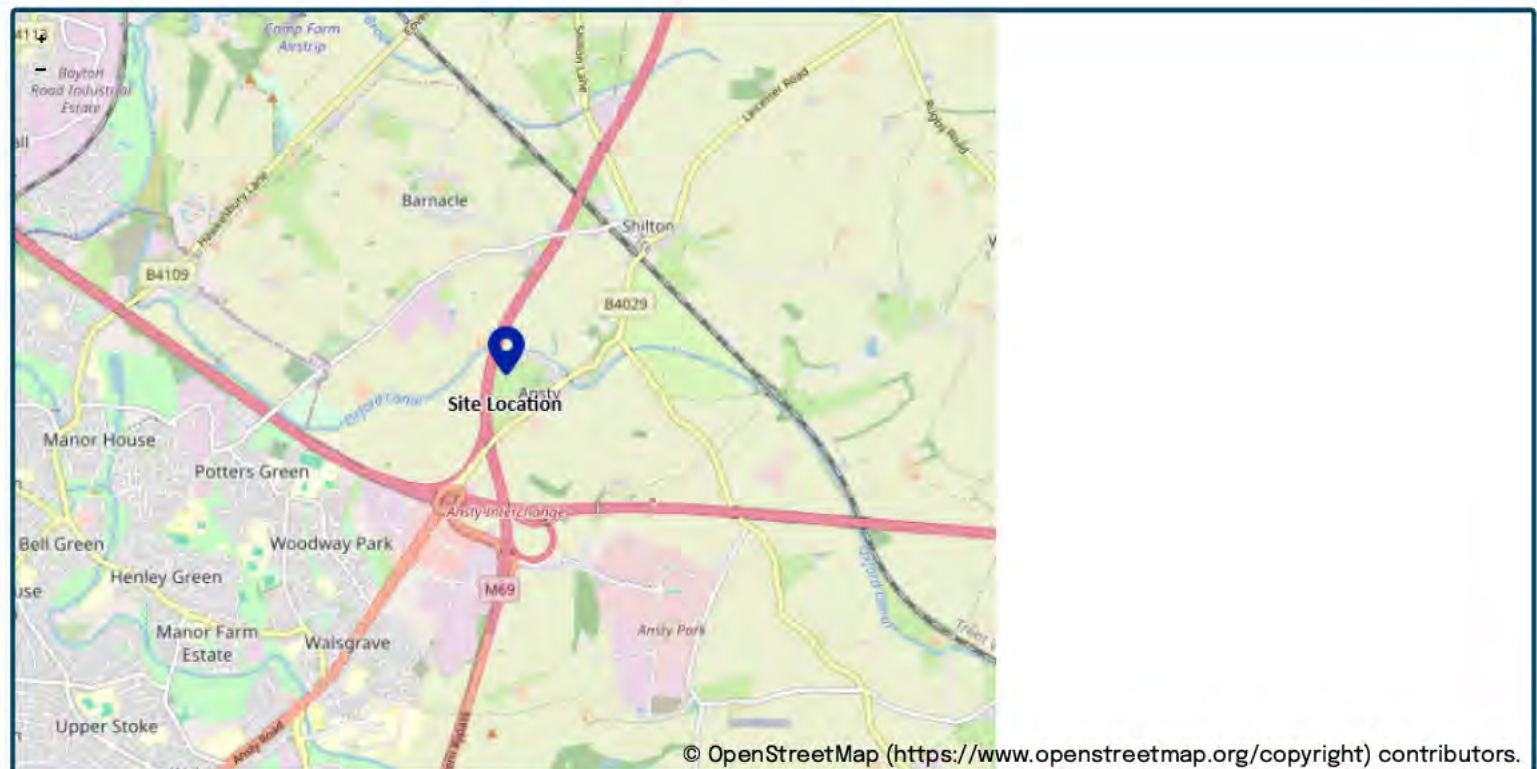 4113
+
−
Camp Farm
Airstrip
Bayton
Road Industrial
Estate
Shilton Lane
Leicester Road
Rugby Road
Hawkesbury Lane
Barnacle
Shilton
B4109
B4029
Ansty
Oxford Canal
Site Location
Manor House
Potters Green
Ansty Interchange
Bell Green
Woodway Park
Henley Green
M69
Oxford Canal
Manor Farm
Estate
Walsgrave
Ansty Park
Upper Stoke
Ansty Road
© OpenStreetMap (https://www.openstreetmap.org/copyright) contributors.